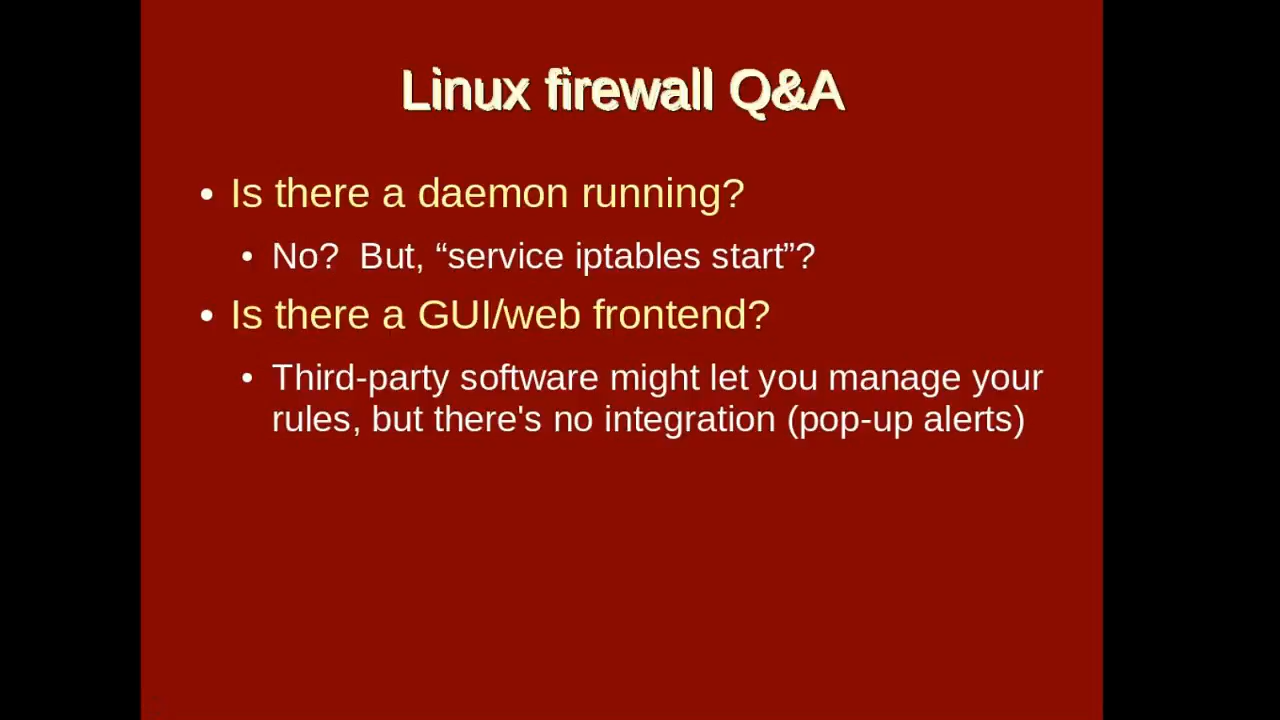 Linux firewall Q&A
• Is there a daemon running?
• No?  But, “service iptables start”?
• Is there a GUI/web frontend?
• Third-party software might let you manage your
rules, but there's no integration (pop-up alerts)